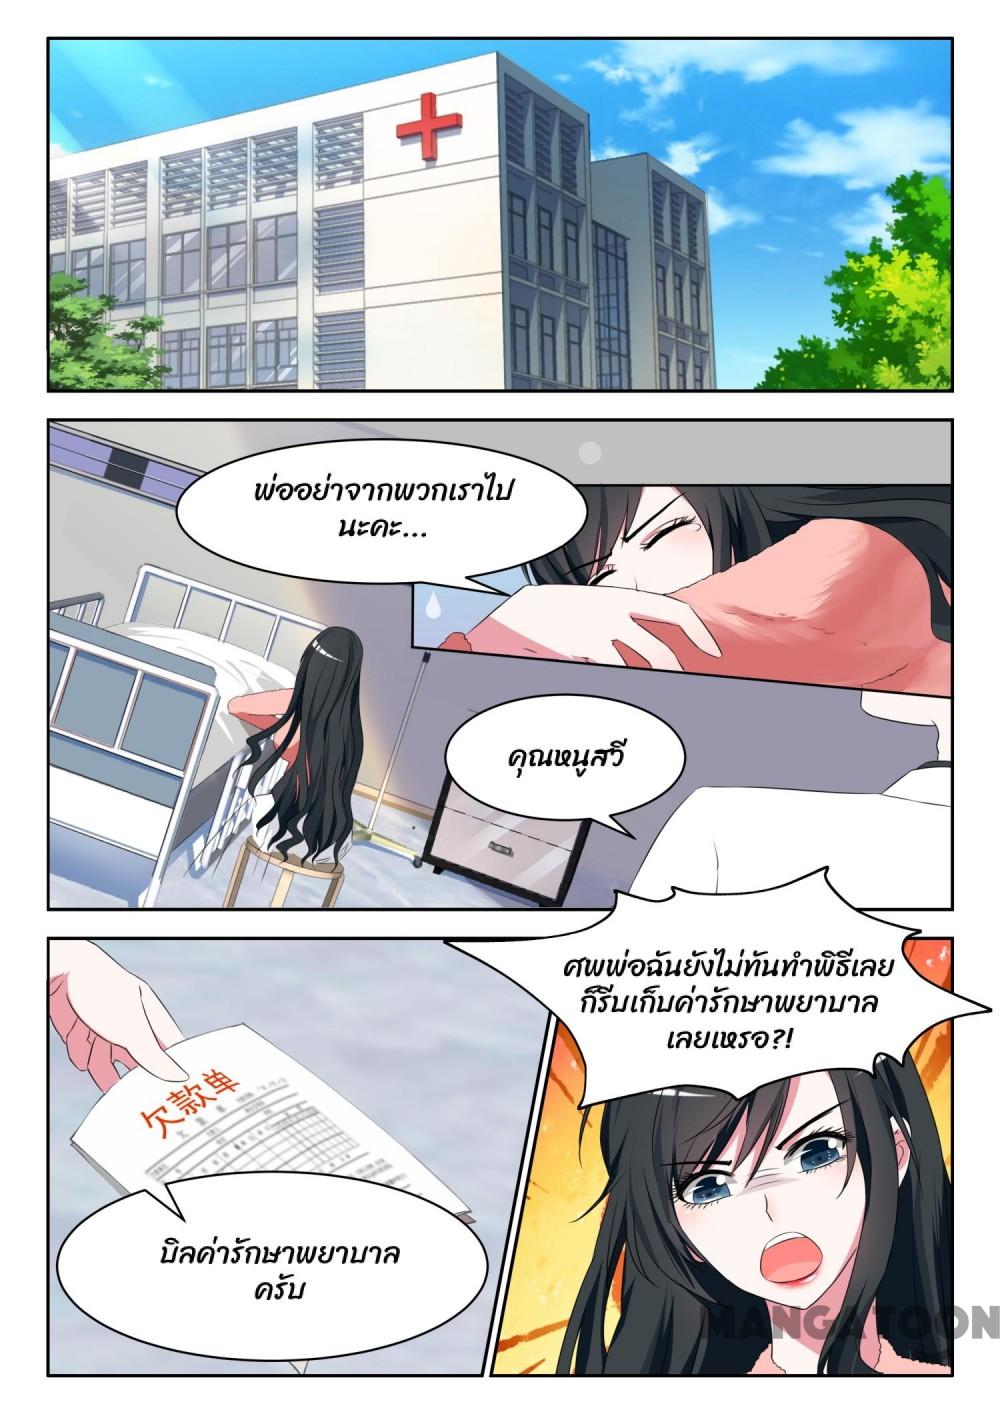 พ่ออย่าจากพวกเราไป
นะคะ...
คุณหนูสวี
ศพพ่อฉันยังไม่ทันทำพิธีเลย
ก็รีบเก็บค่ารักษาพยาบาล
เลยเหรอ?!
欠款单
บิลค่ารักษาพยาบาล
ครับ
MANGATOON